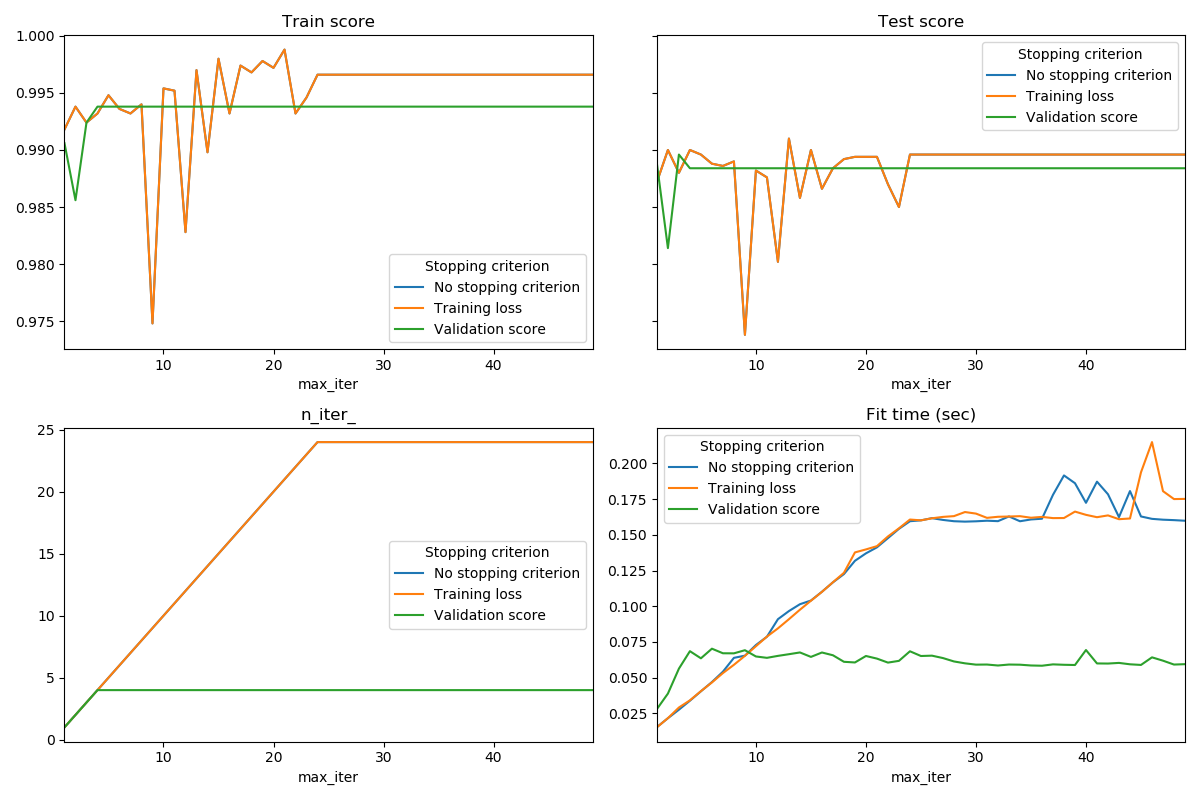 Train score
1.000
0.995
0.990
0.985
0.980
0.975
Stopping criterion
No stopping criterion
Training loss
Validation score
10 20 30 40
max_iter
Test score
Stopping criterion
No stopping criterion
Training loss
Validation score
10 20 30 40
max_iter
n_iter_
25
20
15
10
5
0
Stopping criterion
No stopping criterion
Training loss
Validation score
10 20 30 40
max_iter
Fit time (sec)
Stopping criterion
No stopping criterion
Training loss
Validation score
0.200
0.175
0.150
0.125
0.100
0.075
0.050
0.025
10 20 30 40
max_iter